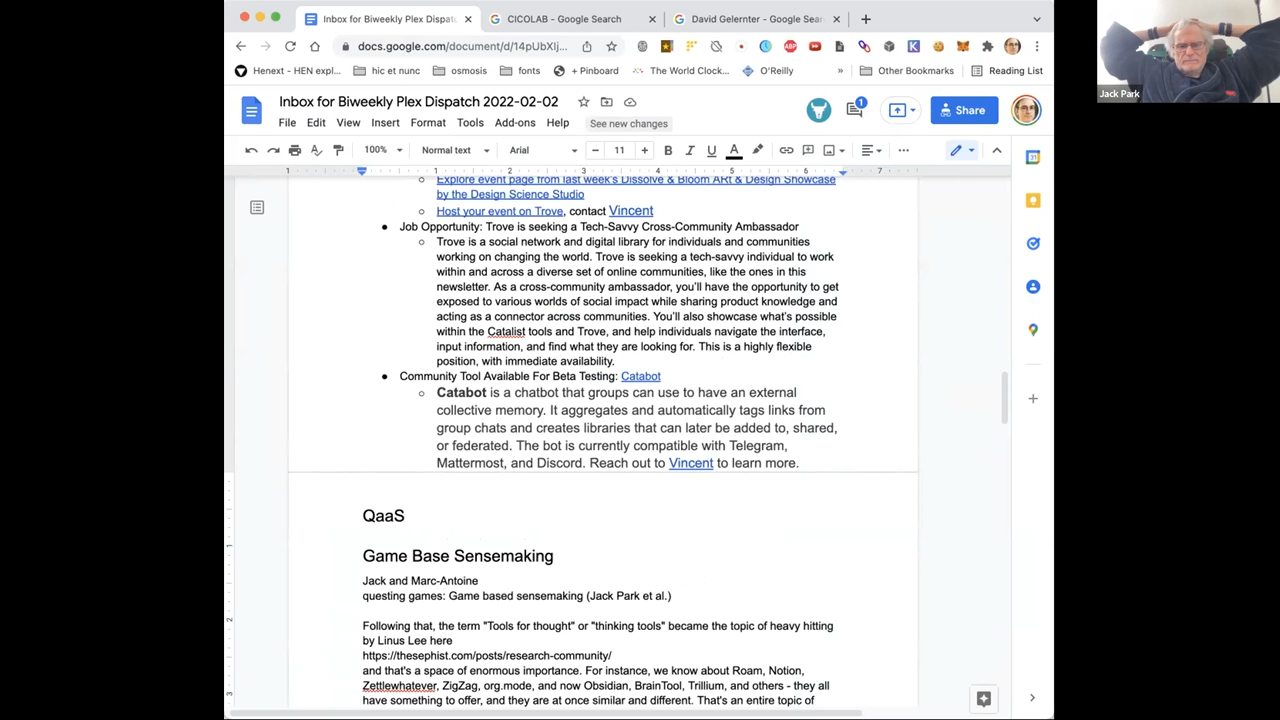 Inbox for Biweekly Plex Dispatch
CICOLAB - Google Search
David Gelernter - Google Sear
docs.google.com/document/d/14pUbXIj...
Henext - HEN expl...
hic et nunc
osmosis
fonts
+ Pinboard
The World Clock...
O'Reilly
»
Other Bookmarks
Reading List
Jack Park
Inbox for Biweekly Plex Dispatch 2022-02-02
File Edit View Insert Format Tools Add-ons Help
See new changes
1
Share
100%
Normal text
Arial
11
1 1 2 3 4 5 6 7
Explore event page from last week's Dissolve & Bloom ARt & Design Showcase
by the Design Science Studio
Host your event on Trove, contact Vincent
Job Opportunity: Trove is seeking a Tech-Savvy Cross-Community Ambassador
Trove is a social network and digital library for individuals and communities
working on changing the world. Trove is seeking a tech-savvy individual to work
within and across a diverse set of online communities, like the ones in this
newsletter. As a cross-community ambassador, you'll have the opportunity to get
exposed to various worlds of social impact while sharing product knowledge and
acting as a connector across communities. You'll also showcase what's possible
within the Catalist tools and Trove, and help individuals navigate the interface,
input information, and find what they are looking for. This is a highly flexible
position, with immediate availability.
Community Tool Available For Beta Testing: Catabot
Catabot is a chatbot that groups can use to have an external
collective memory. It aggregates and automatically tags links from
group chats and creates libraries that can later be added to, shared,
or federated. The bot is currently compatible with Telegram,
Mattermost, and Discord. Reach out to Vincent to learn more.
QaaS
Game Base Sensemaking
Jack and Marc-Antoine
questing games: Game based sensemaking (Jack Park et al.)
Following that, the term "Tools for thought" or "thinking tools" became the topic of heavy hitting
by Linus Lee here
https://thesephist.com/posts/research-community/
and that's a space of enormous importance. For instance, we know about Roam, Notion,
Zettlewhatever, ZigZag, org.mode, and now Obsidian, BrainTool, Trillium, and others - they all
have something to offer, and they are at once similar and different. That's an entire topic of